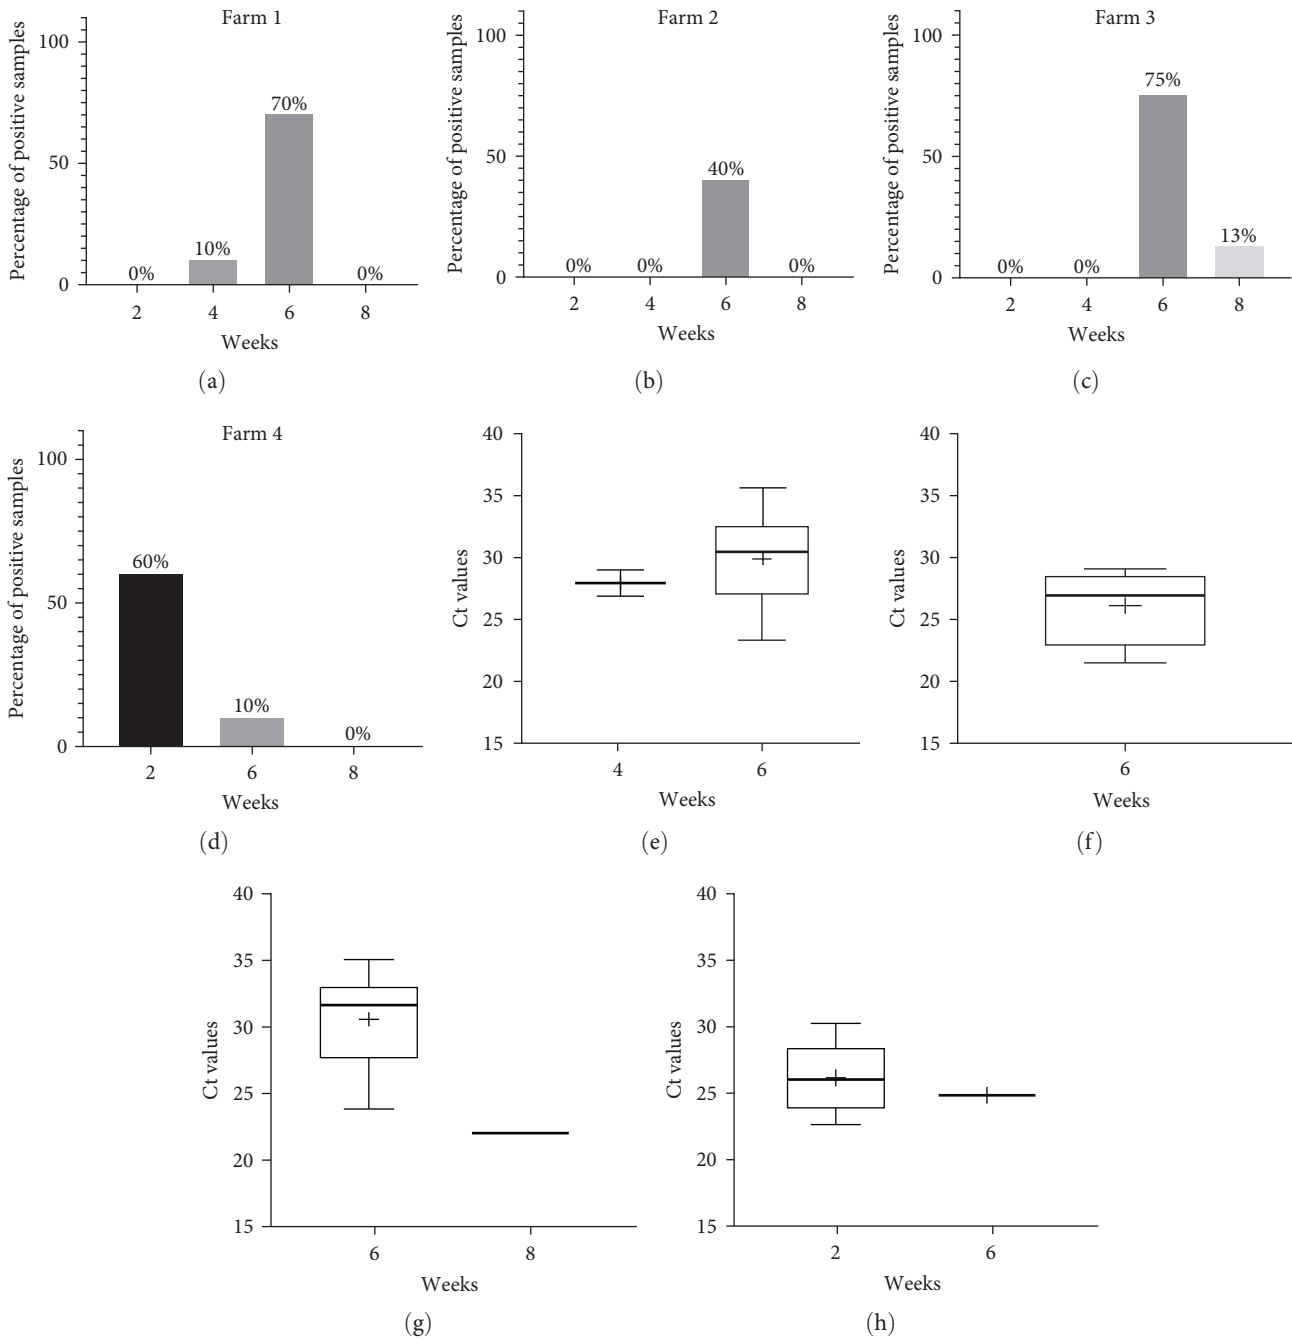 Farm 1
Percentage of positive samples
100
50
0
0%
10%
70%
0%
2 4 6 8
Weeks
(a)
Farm 2
Percentage of positive samples
100
50
0
0%
0%
40%
0%
2 4 6 8
Weeks
(b)
Farm 3
Percentage of positive samples
100
50
0
0%
0%
75%
13%
2 4 6 8
Weeks
(c)
Farm 4
Percentage of positive samples
100
50
0
60%
10%
0%
2 6 8
Weeks
(d)
Ct values
40
35
30
25
20
15
4 6
Weeks
(e)
Ct values
40
35
30
25
20
15
6
Weeks
(f)
Ct values
40
35
30
25
20
15
6 8
Weeks
(g)
Ct values
40
35
30
25
20
15
2 6
Weeks
(h)